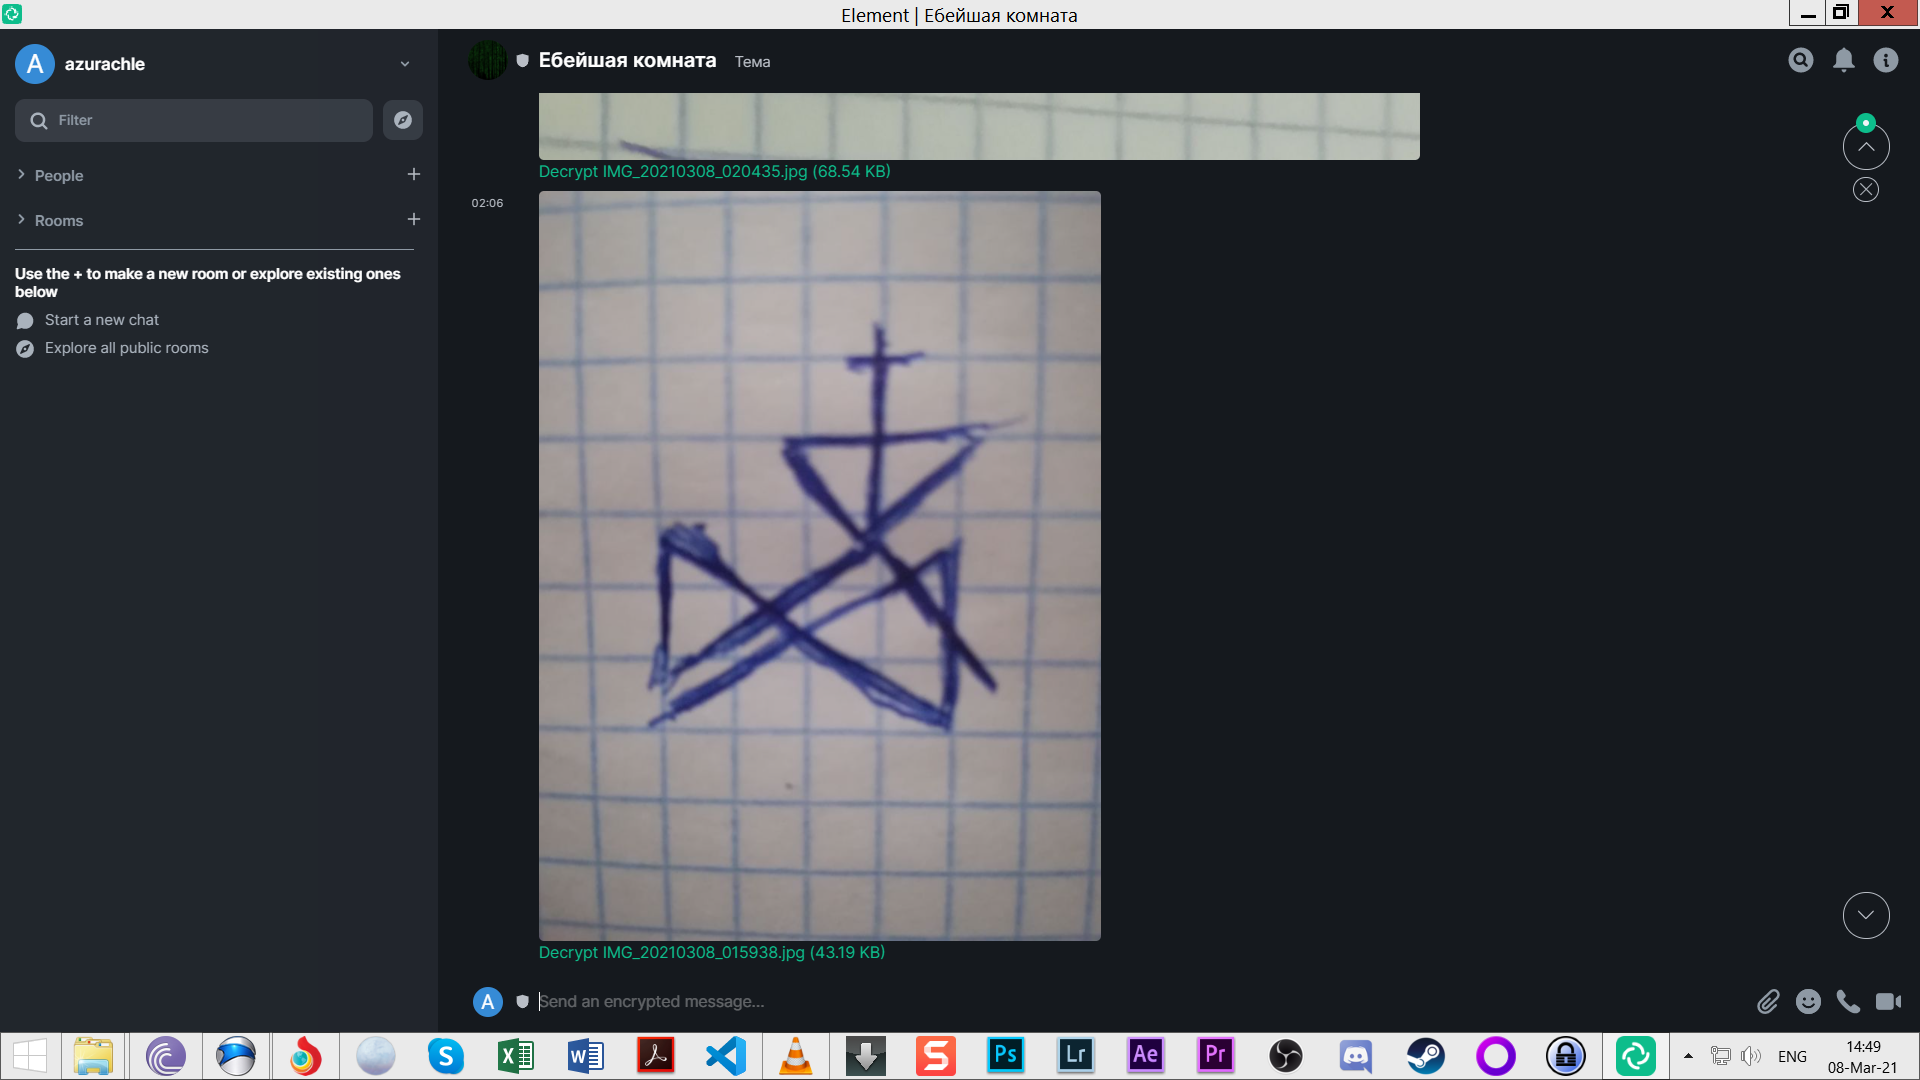 Element | Ебейшая комната
A azurachle
Filter
People
Rooms
Use the + to make a new room or explore existing ones
below
Start a new chat
Explore all public rooms
Ебейшая комната Тема
Decrypt IMG_20210308_020435.jpg (68.54 KB)
02:06
Decrypt IMG_20210308_015938.jpg (43.19 KB)
A Send an encrypted message...
S X W Ps Lr Ae Pr ENG 14:49
08-Mar-21